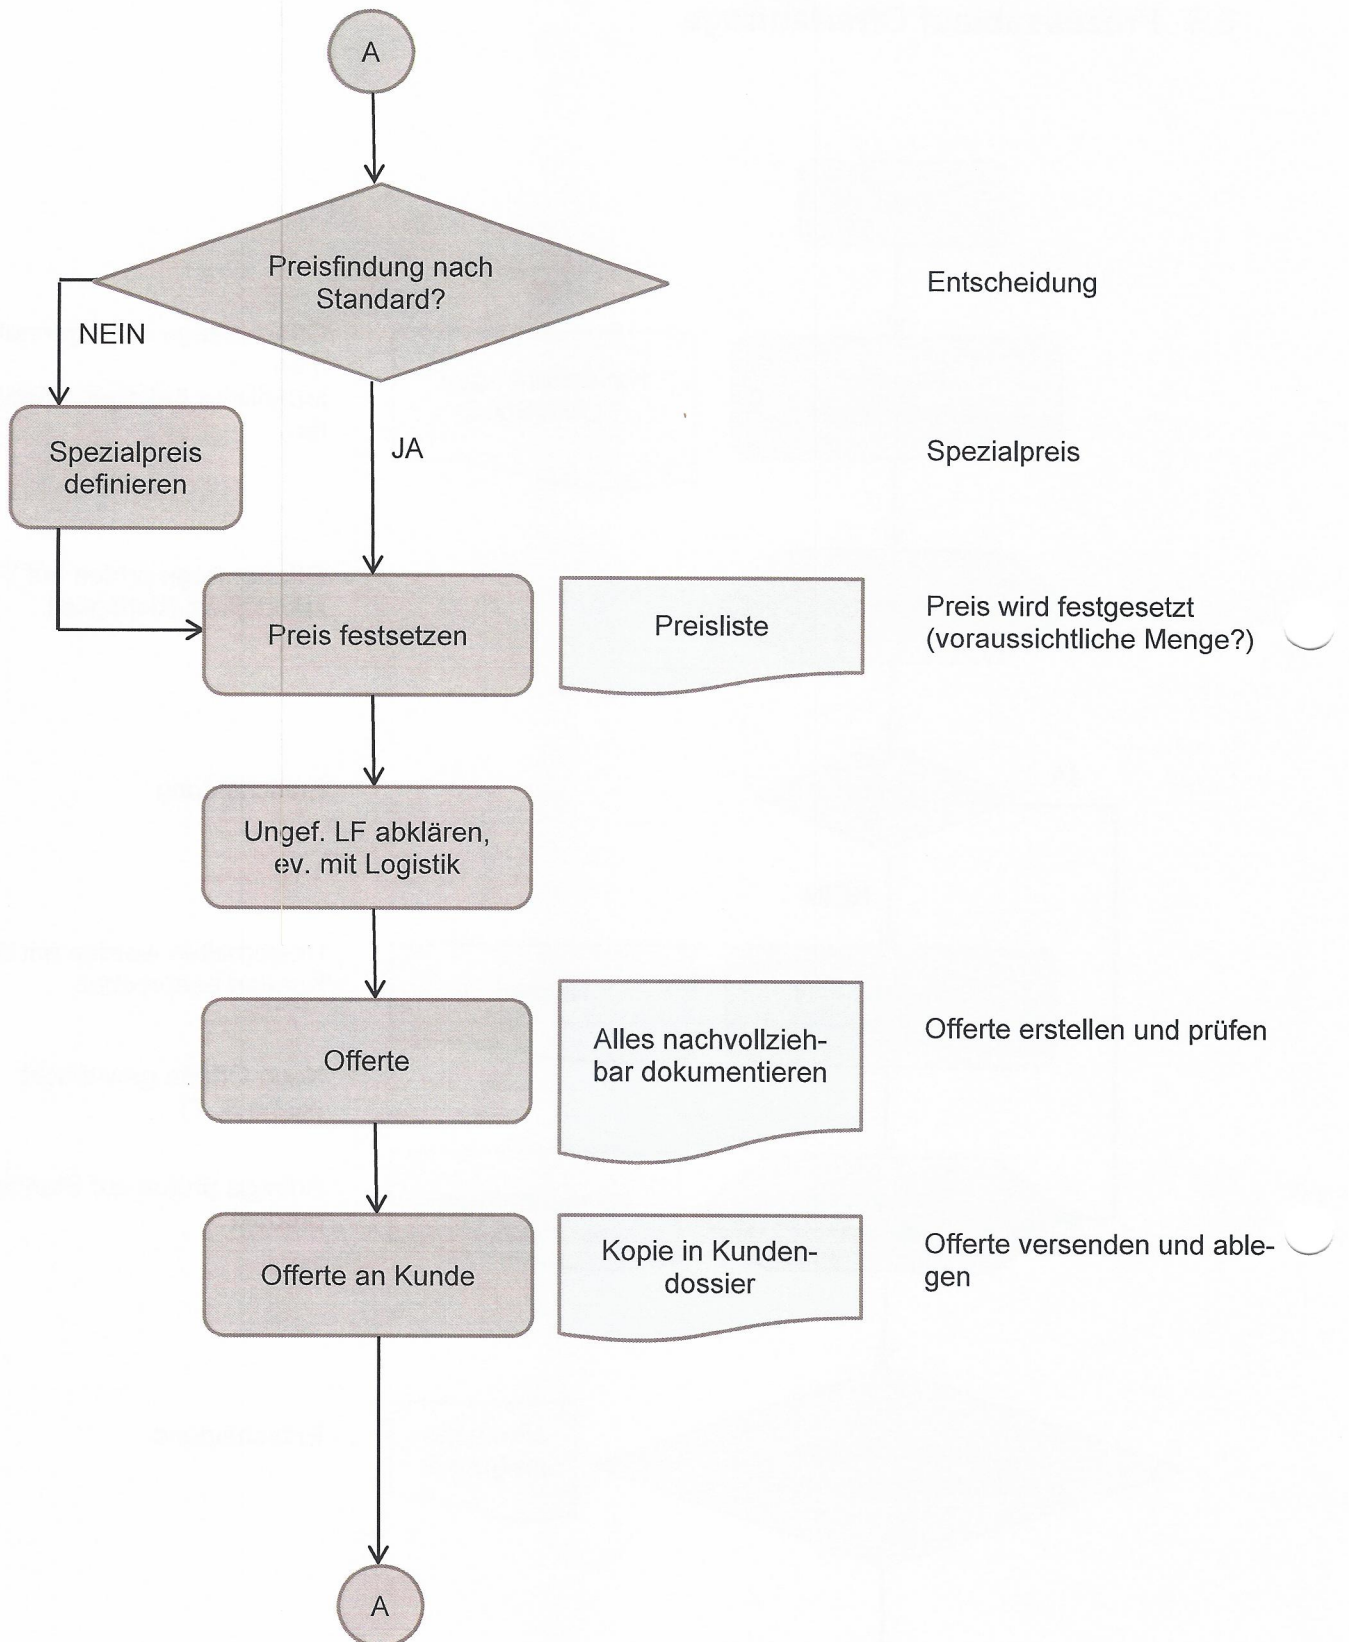 A
Preisfindung nach
Standard?
Entscheidung
NEIN
Spezialpreis
definieren
JA
Spezialpreis
Preis festsetzen
Preisliste
Preis wird festgesetzt
(voraussichtliche Menge?)
Ungef. LF abklären,
ev. mit Logistik
Offerte
Alles nachvollzieh-
bar dokumentieren
Offerte erstellen und prüfen
Offerte an Kunde
Kopie in Kunden-
dossier
Offerte versenden und able-
gen
A